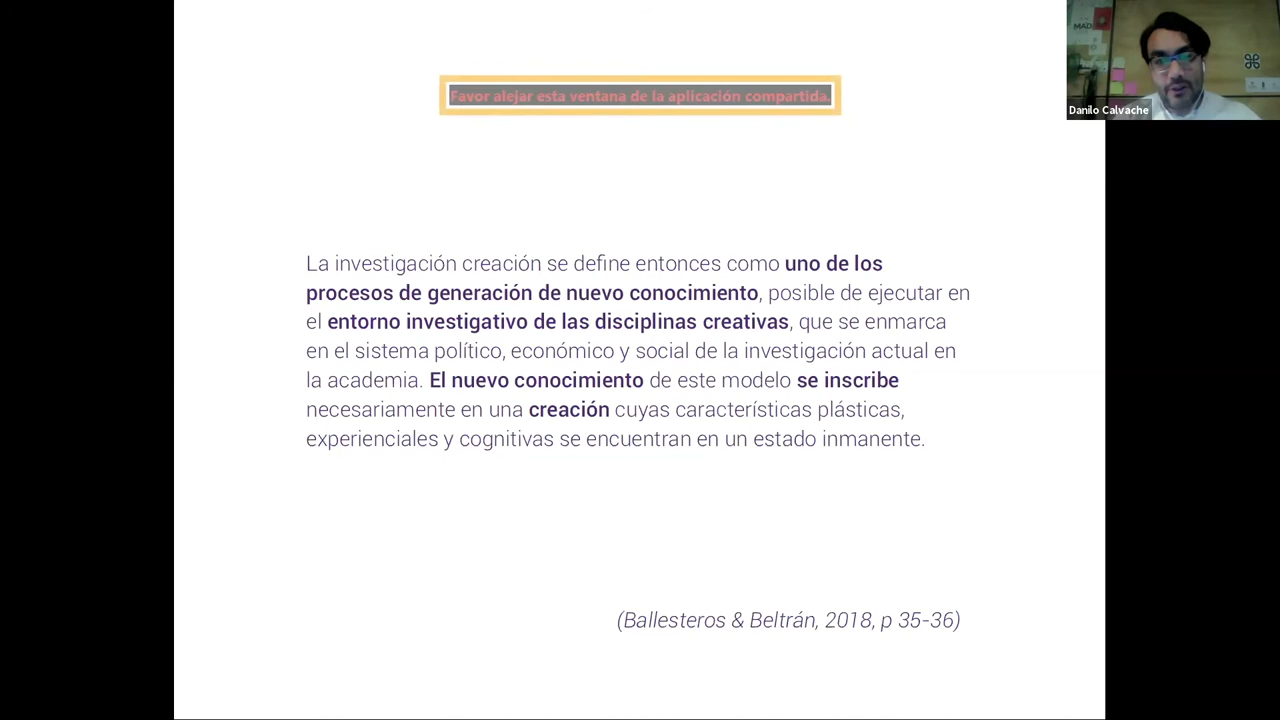 Favor alejar esta ventana de la aplicación compartida.
MAD
Danilo Calvache
La investigación creación se define entonces como uno de los
procesos de generación de nuevo conocimiento, posible de ejecutar en
el entorno investigativo de las disciplinas creativas, que se enmarca
en el sistema político, económico y social de la investigación actual en
la academia. El nuevo conocimiento de este modelo se inscribe
necesariamente en una creación cuyas características plásticas,
experienciales y cognitivas se encuentran en un estado inmanente.
(Ballesteros & Beltrán, 2018, p 35-36)